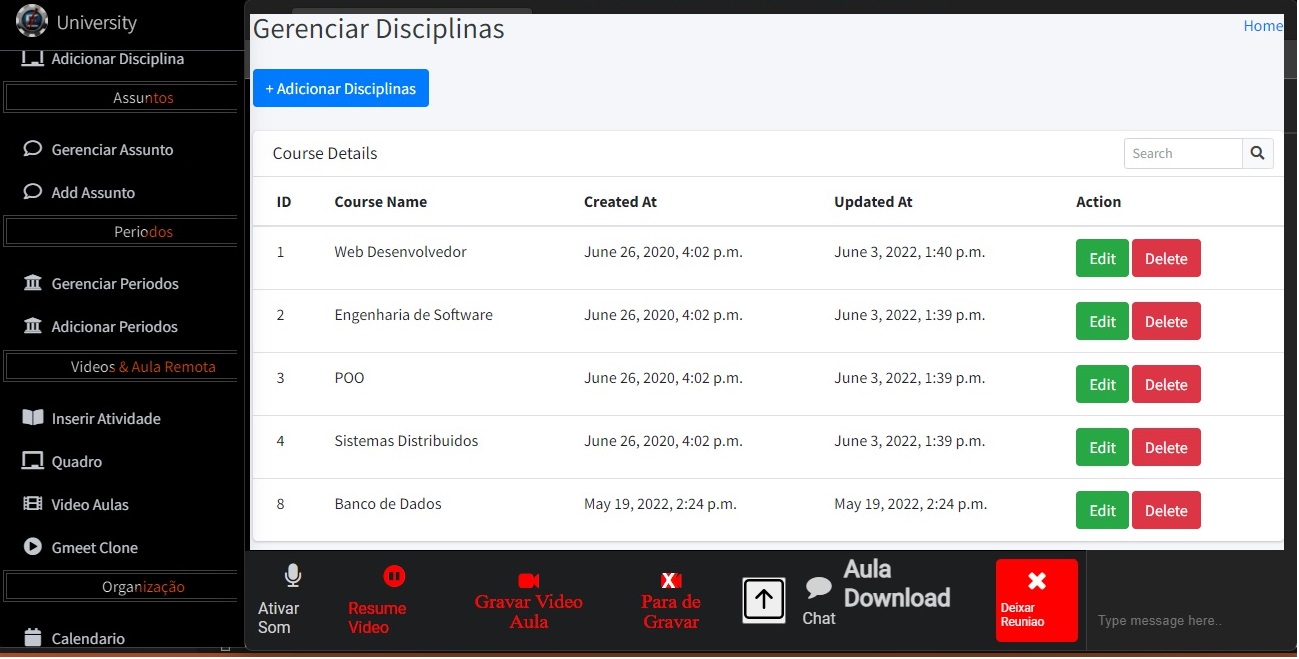 University
Adicionar Disciplina
Assuntos
Gerenciar Assunto
Add Assunto
Periodos
Gerenciar Periodos
Adicionar Periodos
Videos & Aula Remota
Inserir Atividade
Quadro
Video Aulas
Gmeet Clone
Organização
Calendario
Gerenciar Disciplinas
Home
+ Adicionar Disciplinas
Course Details
Search
ID Course Name Created At Updated At Action
1 Web Desenvolvedor June 26, 2020, 4:02 p.m. June 3, 2022, 1:40 p.m. Edit Delete
2 Engenharia de Software June 26, 2020, 4:02 p.m. June 3, 2022, 1:39 p.m. Edit Delete
3 POO June 26, 2020, 4:02 p.m. June 3, 2022, 1:39 p.m. Edit Delete
4 Sistemas Distribuidos June 26, 2020, 4:02 p.m. June 3, 2022, 1:39 p.m. Edit Delete
8 Banco de Dados May 19, 2022, 2:24 p.m. May 19, 2022, 2:24 p.m. Edit Delete
Ativar
Som
Resume
Video
Gravar Video
Aula
Para de
Gravar
Chat
Aula
Download
Deixar
Reuniao
Type message here..